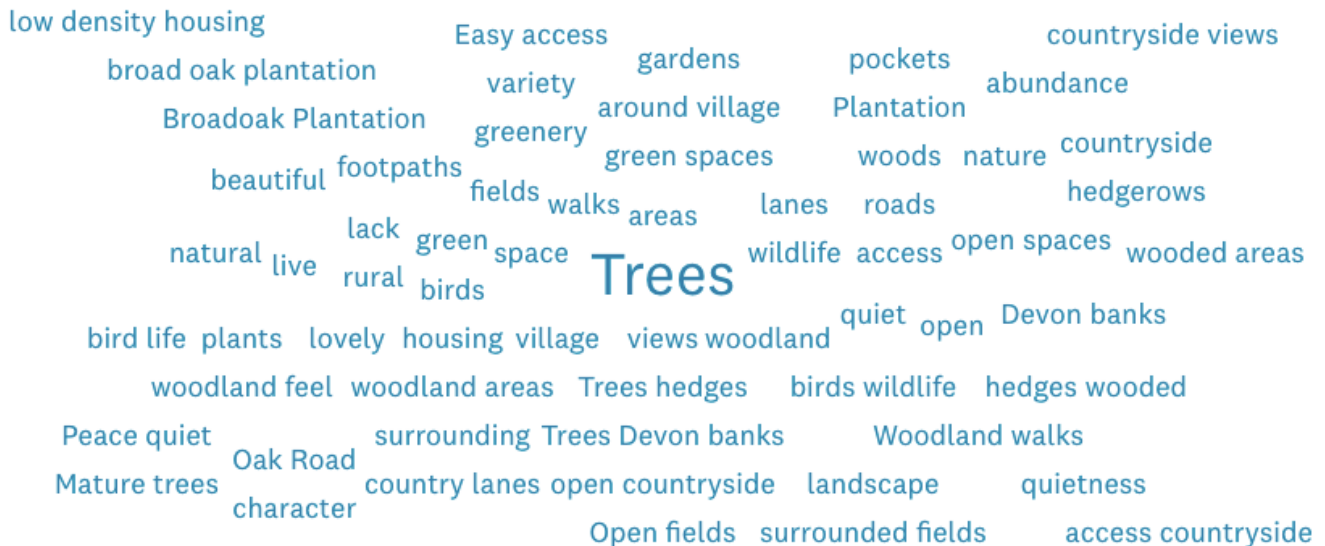 low density housing
Easy access
countryside views
gardens
pockets
broad oak plantation
variety
abundance
around village
Plantation
Broadoak Plantation
greenery
countryside
green spaces
woods
nature
footpaths
beautiful
fields
hedgerows
walks
lanes
roads
areas
lack
green
open spaces
natural
space
wildlife
access
wooded areas
live
rural
Trees
birds
quiet
Devon banks
open
bird life
plants
lovely
housing
village
views
woodland
woodland feel
woodland areas
Trees hedges
birds wildlife
hedges wooded
Peace quiet
surrounding
Trees Devon banks
Woodland walks
Oak Road
Mature trees
country lanes
open countryside
landscape
quietness
character
Open fields
surrounded fields
access countryside